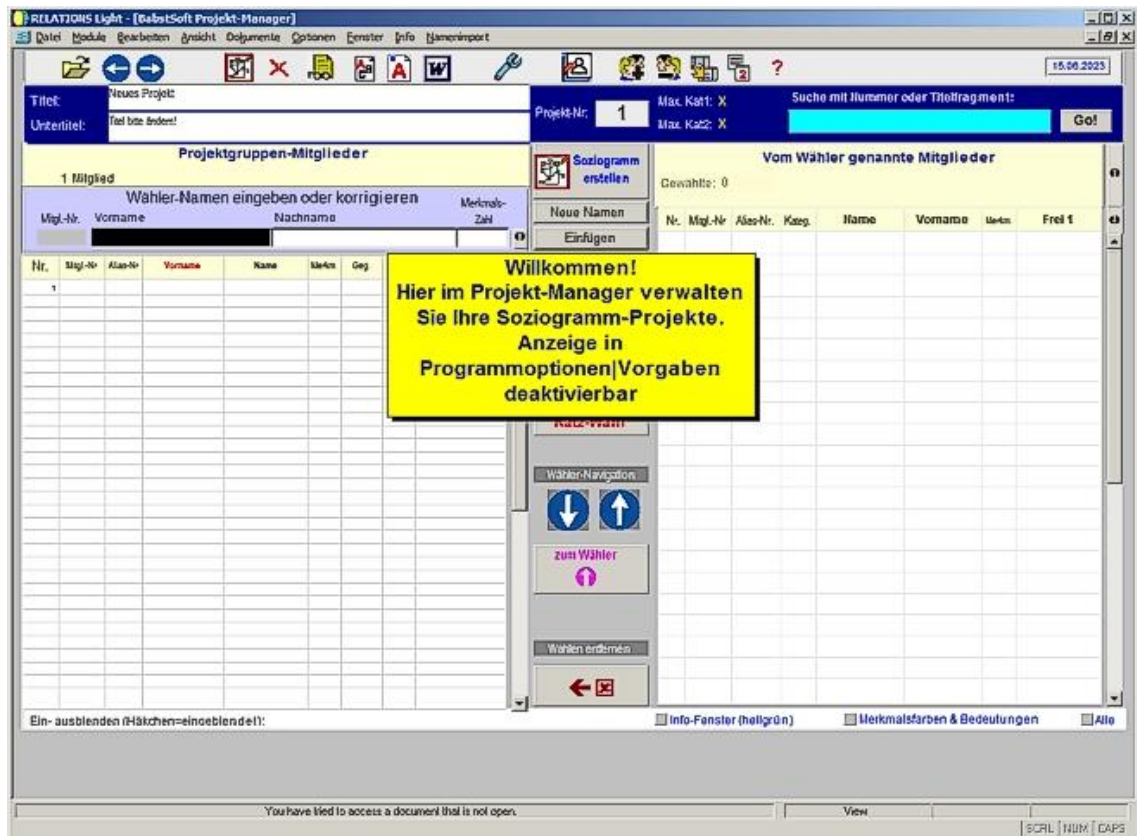 RELATIONS Light - [BabstSoft Projekt-Manager]
Datei Module Bearbeiten Ansicht Dokumente Optionen Fenster Info Namenimport
15.06.2023
Titel: Neues Projekt
Untertitel: Titel bitte ändern!
Projekt-Nr. 1
Max. Kat1: X
Max. Kat2: X
Suche mit Nummer oder Titelfragment:
Go!
Projektgruppen-Mitglieder
1 Mitglied
Wähler-Namen eingeben oder korrigieren
Mitgl.-Nr. Vorname Nachname Merkmals-Zahl
Nr. Mitgl.-Nr Alias-Nr Vorname Name Merkm Geg
1
Soziogramm erstellen
Neue Namen
Einfügen
Willkommen!
Hier im Projekt-Manager verwalten
Sie Ihre Soziogramm-Projekte.
Anzeige in
Programmoptionen|Vorgaben
deaktivierbar
Wähler-Navigation
zum Wähler
Wahlen entfernen
Vom Wähler genannte Mitglieder
Gewählte: 0
Nr. Mitgl.-Nr Alias-Nr. Kateg. Name Vorname Merkm. Frei 1
Ein- ausblenden (Häkchen=eingeblendet):
Info-Fenster (hellgrün) Merkmalsfarben & Bedeutungen Alle
You have tried to access a document that is not open.
View
SCRL NUM CAPS